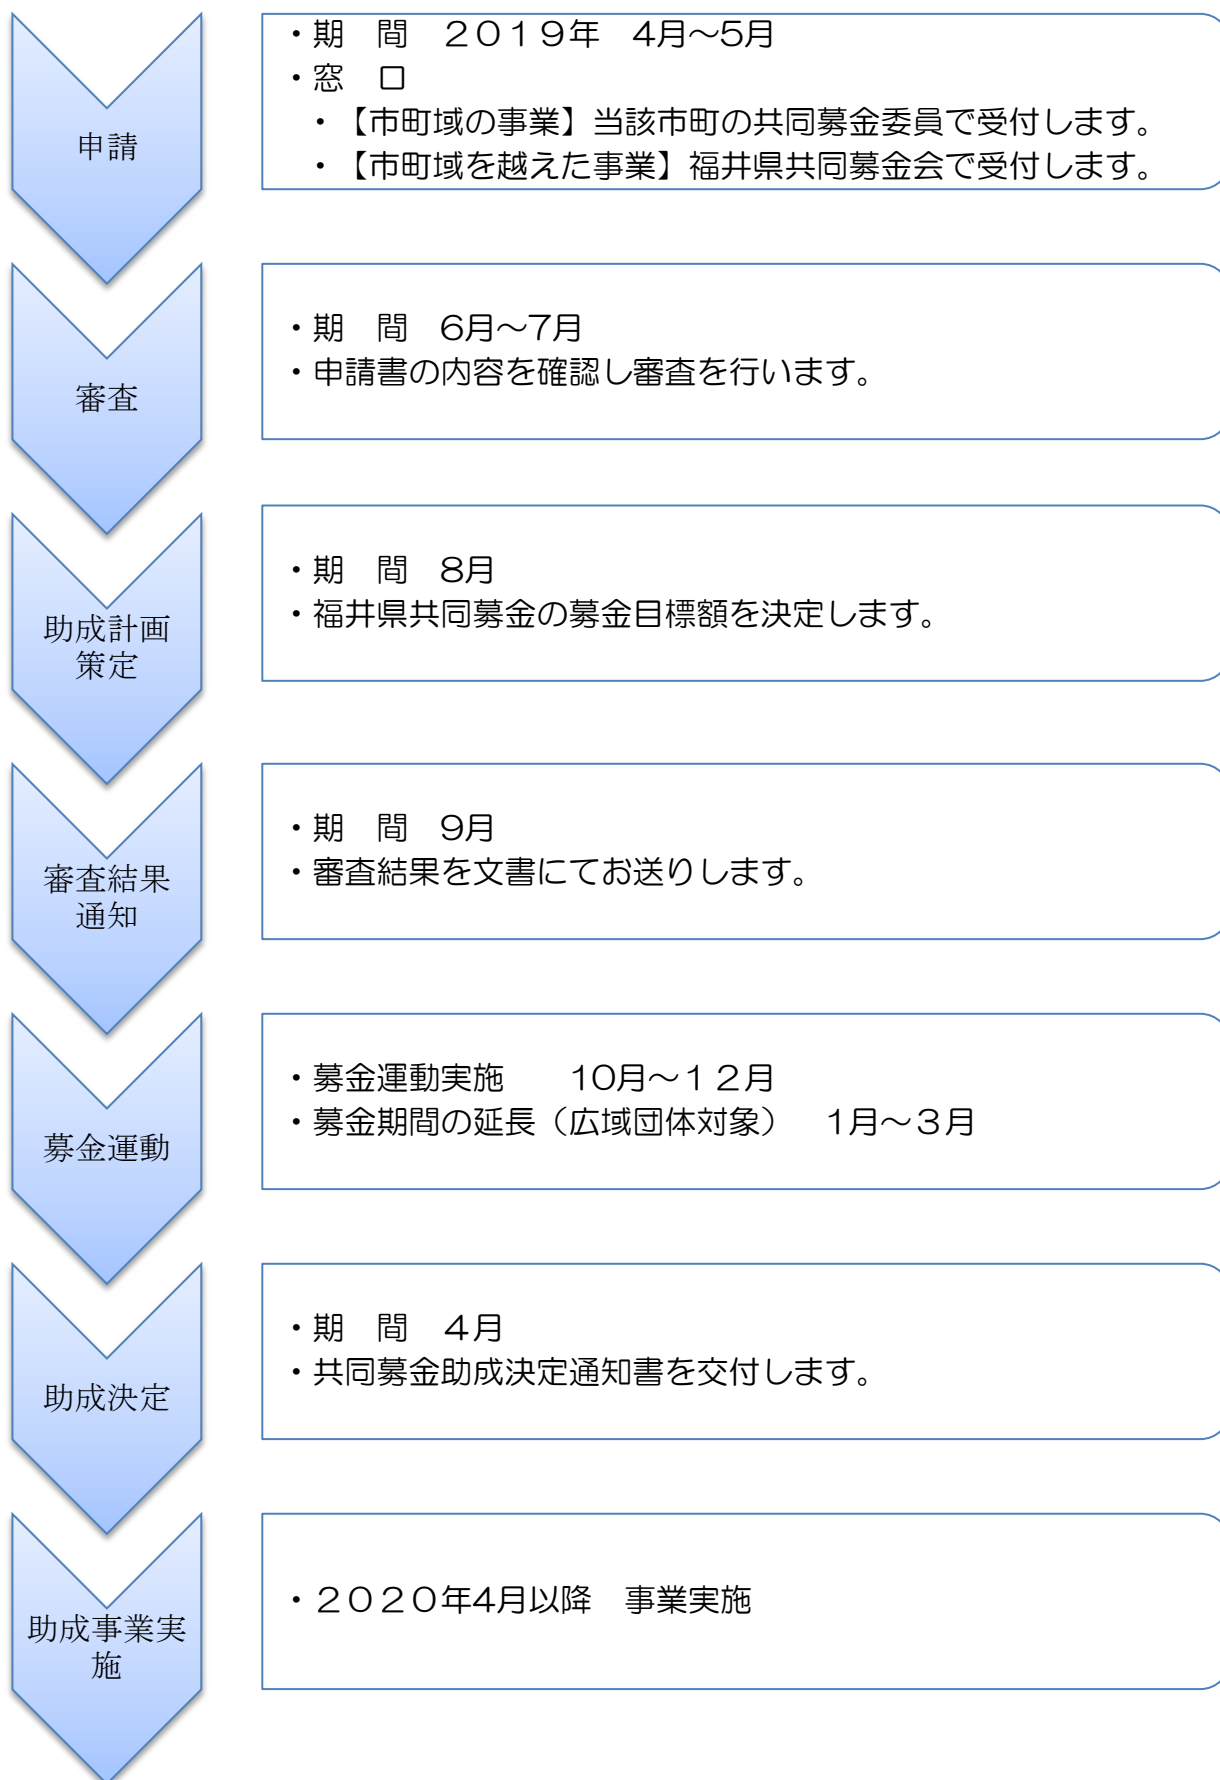 申請
・期　間　２０１９年　4月～5月
・窓　口
・【市町域の事業】当該市町の共同募金委員で受付します。
・【市町域を越えた事業】福井県共同募金会で受付します。
審査
・期　間　6月～7月
・申請書の内容を確認し審査を行います。
助成計画
策定
・期　間　8月
・福井県共同募金の募金目標額を決定します。
審査結果
通知
・期　間　9月
・審査結果を文書にてお送りします。
募金運動
・募金運動実施　　10月～１２月
・募金期間の延長（広域団体対象）　1月～３月
助成決定
・期　間　４月
・共同募金助成決定通知書を交付します。
助成事業実
施
・２０２０年4月以降　事業実施